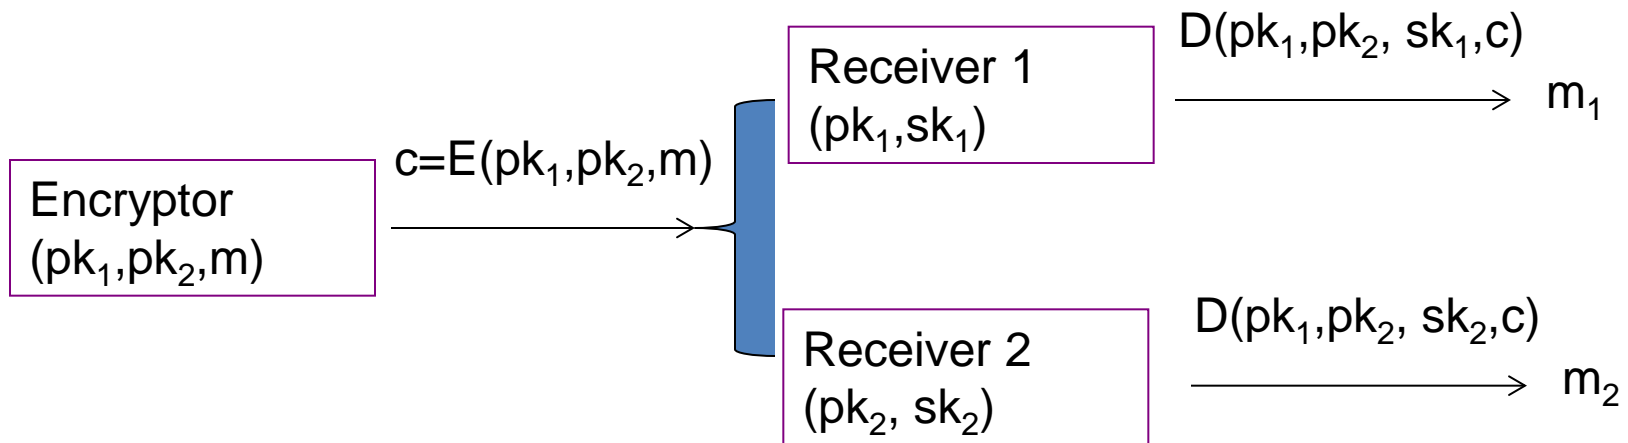 Encryptor
(pk₁,pk₂,m)
c=E(pk₁,pk₂,m)
Receiver 1
(pk₁,sk₁)
D(pk₁,pk₂, sk₁,c)
m₁
Receiver 2
(pk₂, sk₂)
D(pk₁,pk₂, sk₂,c)
m₂